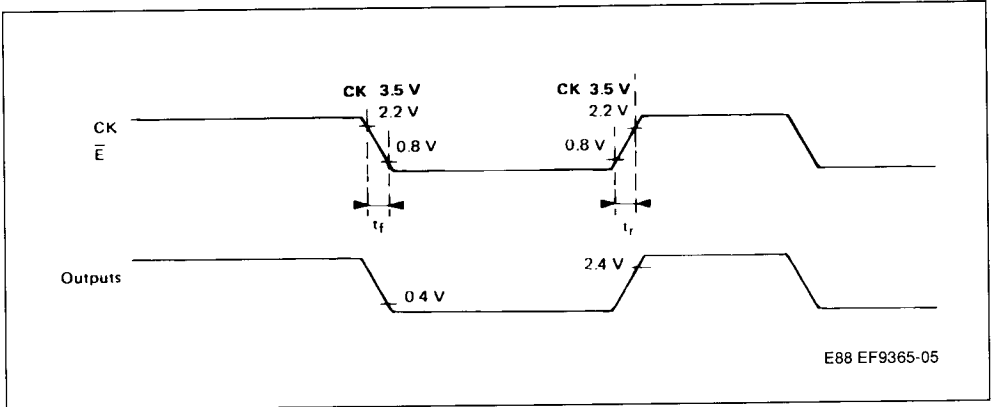 CK 3.5 V
2.2 V
CK 3.5 V
2.2 V
CK
E̅
0.8 V
0.8 V
tf
tr
Outputs
0 4 V
2.4 V
E88 EF9365-05